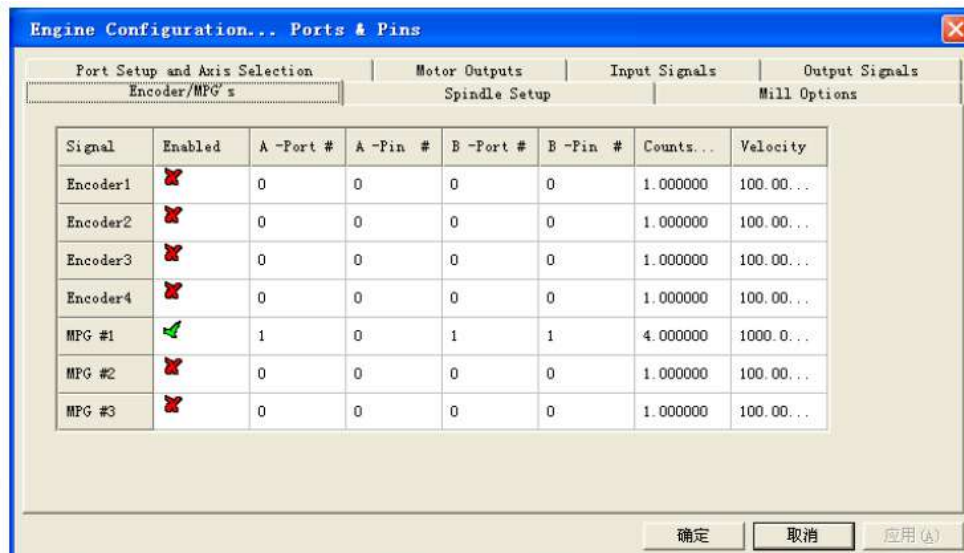 Engine Configuration... Ports & Pins
Port Setup and Axis Selection Motor Outputs Input Signals Output Signals
Encoder/MPG's Spindle Setup Mill Options
Signal Enabled A -Port # A -Pin # B -Port # B -Pin # Counts... Velocity
Encoder1 0 0 0 0 1.000000 100.00...
Encoder2 0 0 0 0 1.000000 100.00...
Encoder3 0 0 0 0 1.000000 100.00...
Encoder4 0 0 0 0 1.000000 100.00...
MPG #1 1 0 1 1 4.000000 1000.0...
MPG #2 0 0 0 0 1.000000 100.00...
MPG #3 0 0 0 0 1.000000 100.00...
确定 取消 应用(A)